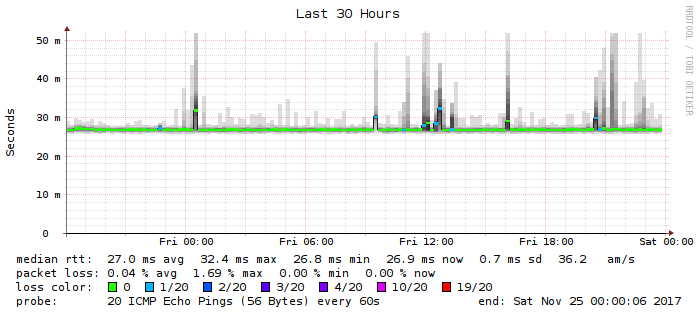 Last 30 Hours
RRDTOOL / TOBI OETIKER
Seconds
50 m
40 m
30 m
20 m
10 m
0
Fri 00:00 Fri 06:00 Fri 12:00 Fri 18:00 Sat 00:00
median rtt: 27.0 ms avg 32.4 ms max 26.8 ms min 26.9 ms now 0.7 ms sd 36.2 am/s
packet loss: 0.04 % avg 1.69 % max 0.00 % min 0.00 % now
loss color: 0 1/20 2/20 3/20 4/20 10/20 19/20
probe: 20 ICMP Echo Pings (56 Bytes) every 60s end: Sat Nov 25 00:00:06 2017